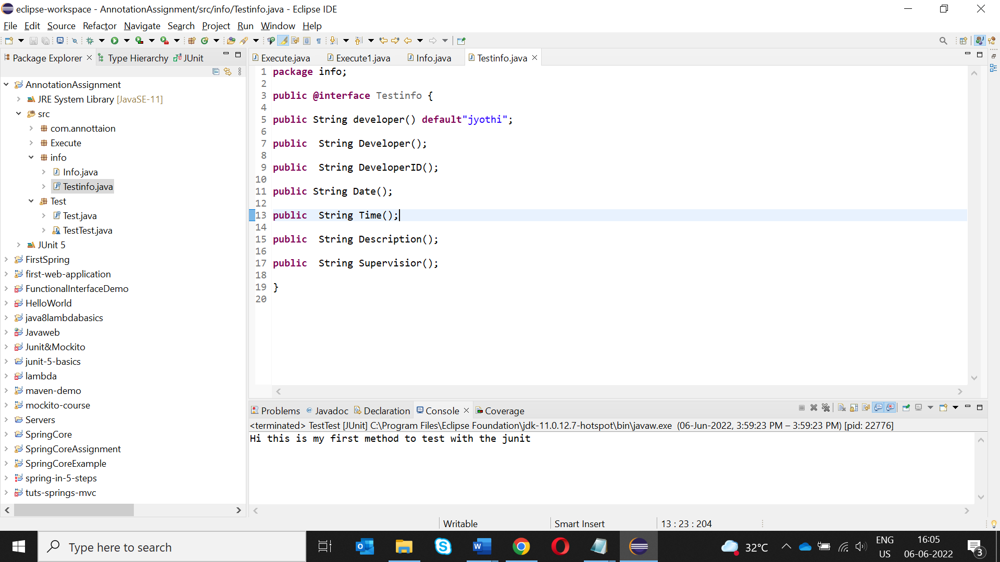 eclipse-workspace - AnnotationAssignment/src/info/Testinfo.java - Eclipse IDE
File Edit Source Refactor Navigate Search Project Run Window Help
Package Explorer Type Hierarchy JUnit
AnnotationAssignment
JRE System Library [JavaSE-11]
src
com.annottaion
Execute
info
Info.java
Testinfo.java
Test
Test.java
TestTest.java
JUnit 5
FirstSpring
first-web-application
FunctionalInterfaceDemo
HelloWorld
java8lambdabasics
Javaweb
Junit&Mockito
junit-5-basics
lambda
maven-demo
mockito-course
Servers
SpringCore
SpringCoreAssignment
SpringCoreExample
spring-in-5-steps
tuts-springs-mvc
Execute.java Execute1.java Info.java Testinfo.java
1 package info;
2
3 public @interface Testinfo {
4
5 public String developer() default"jyothi";
6
7 public  String Developer();
8
9 public  String DeveloperID();
10
11 public String Date();
12
13 public  String Time();
14
15 public  String Description();
16
17 public  String Supervisior();
18
19 }
20
Problems Javadoc Declaration Console Coverage
<terminated> TestTest [JUnit] C:\Program Files\Eclipse Foundation\jdk-11.0.12.7-hotspot\bin\javaw.exe (06-Jun-2022, 3:59:23 PM – 3:59:23 PM) [pid: 22776]
Hi this is my first method to test with the junit
Writable Smart Insert 13 : 23 : 204
Type here to search
32°C
ENG
US
16:05
06-06-2022
3